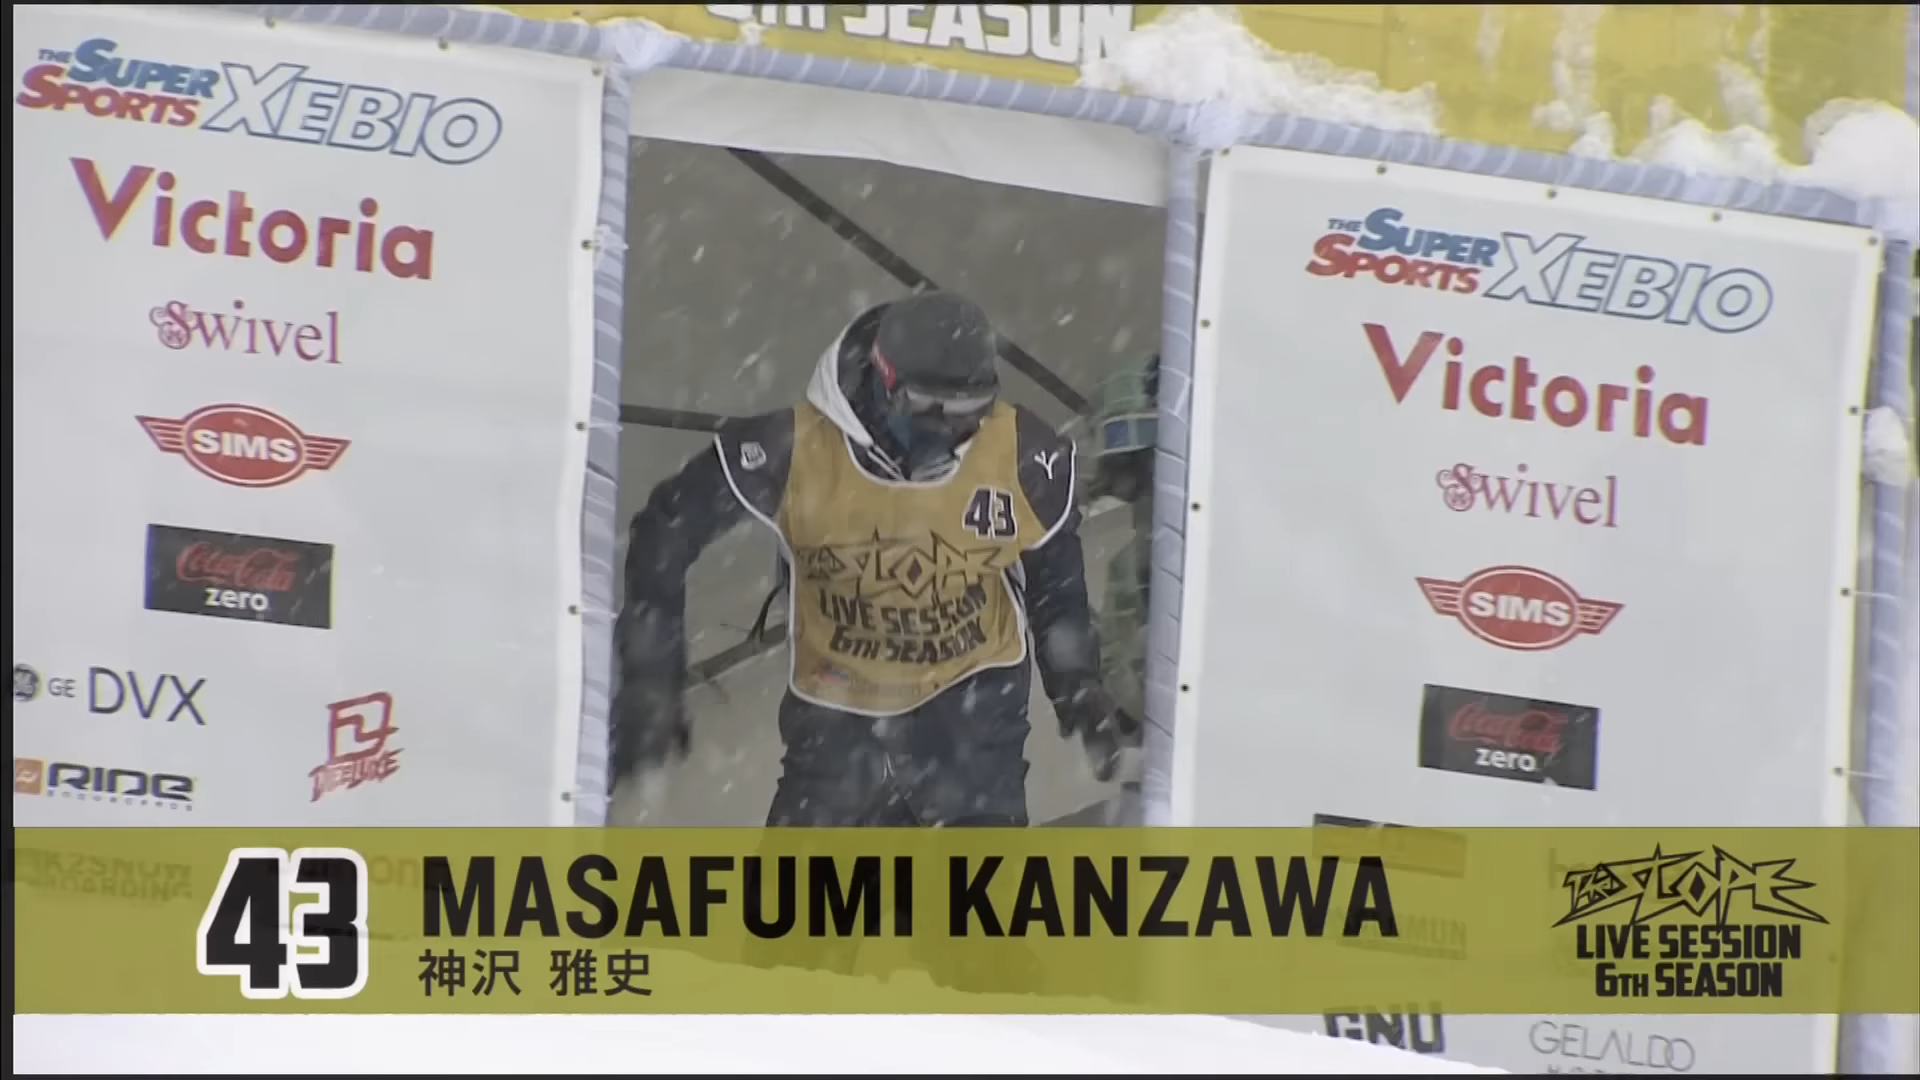 6TH SEASON
THE SUPER SPORTS XEBIO
Victoria
Swivel
SIMS
Coca-Cola
zero
GE DVX
DEELUXE
RIDE
SNOWBOARDS
THE SUPER SPORTS XEBIO
Victoria
Swivel
SIMS
Coca-Cola
zero
43
THE SLOPE
LIVE SESSION
6TH SEASON
43
MASAFUMI KANZAWA
神沢 雅史
THE SLOPE
LIVE SESSION
6TH SEASON
GNU
GELALDO